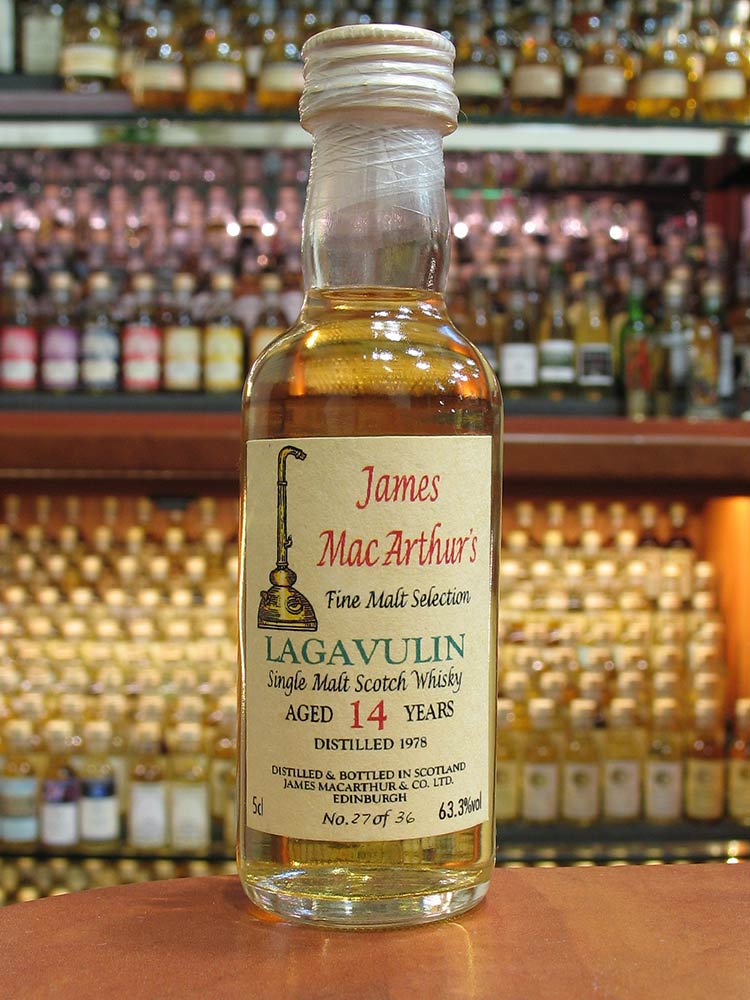 James
MacArthur's
Fine Malt Selection
LAGAVULIN
Single Malt Scotch Whisky
AGED 14 YEARS
DISTILLED 1978
DISTILLED & BOTTLED IN SCOTLAND
JAMES MACARTHUR & CO. LTD.
EDINBURGH
5cl No. 27 of 36 63.3%vol